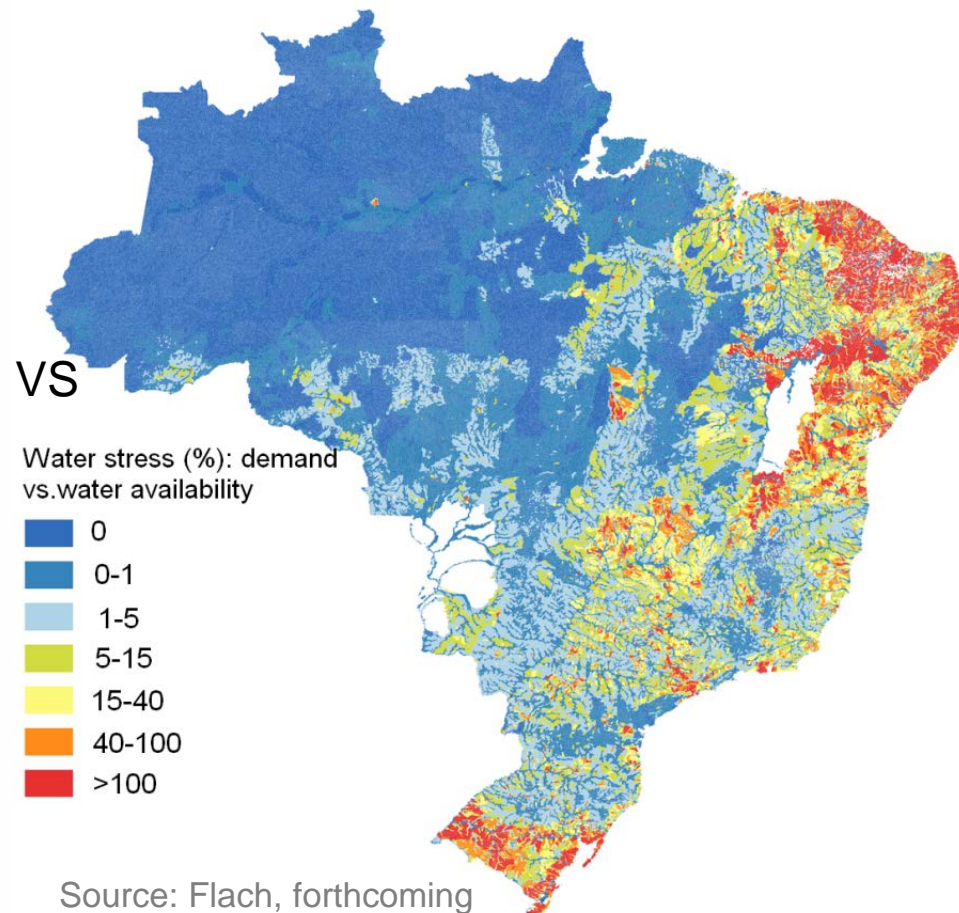 VS
Water stress (%): demand
vs.water availability
0
0-1
1-5
5-15
15-40
40-100
>100
Source: Flach, forthcoming